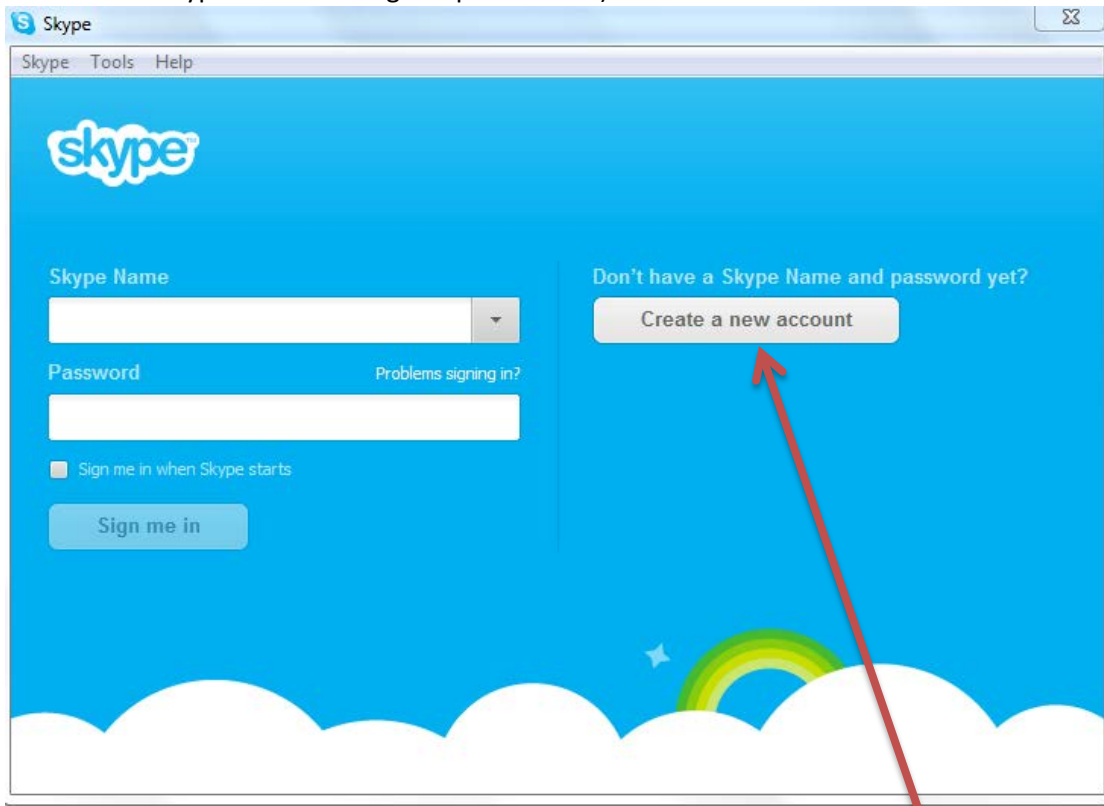 Skype
Skype Tools Help
skype™
Skype Name
Don't have a Skype Name and password yet?
Create a new account
Password
Problems signing in?
Sign me in when Skype starts
Sign me in